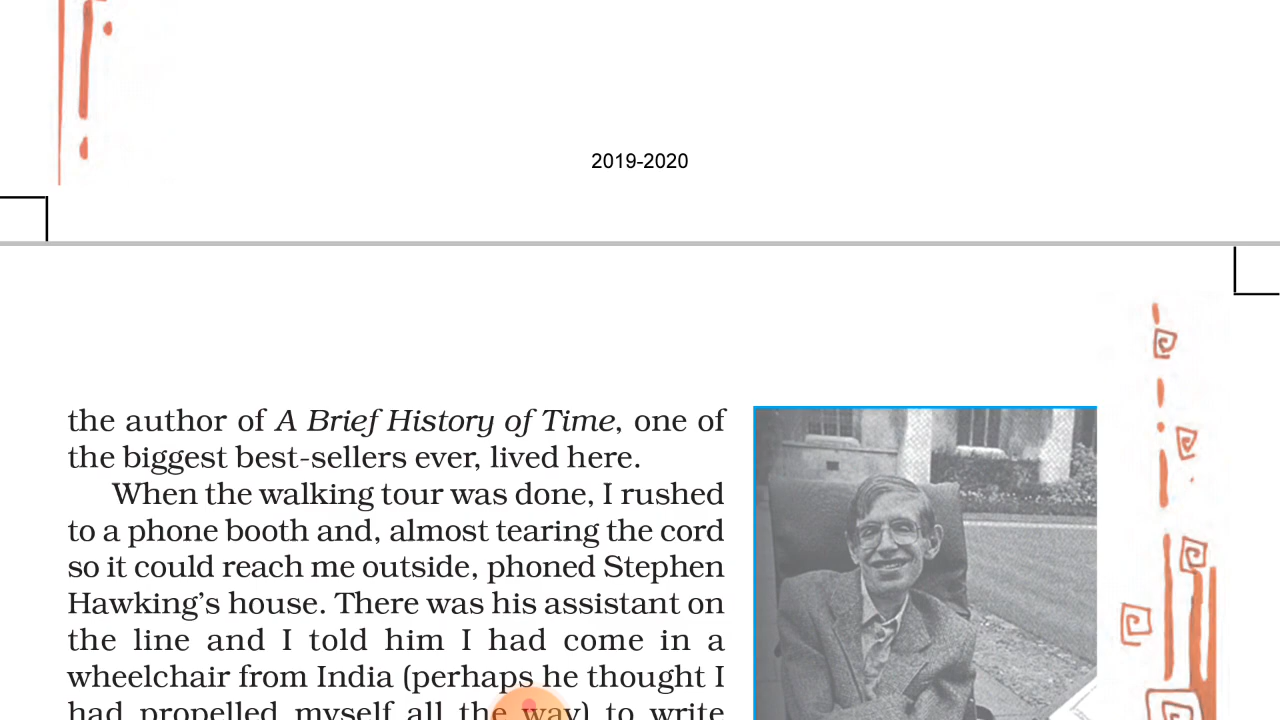 2019-2020
the author of A Brief History of Time, one of
the biggest best-sellers ever, lived here.
When the walking tour was done, I rushed
to a phone booth and, almost tearing the cord
so it could reach me outside, phoned Stephen
Hawking’s house. There was his assistant on
the line and I told him I had come in a
wheelchair from India (perhaps he thought I
had propelled myself all the way) to write